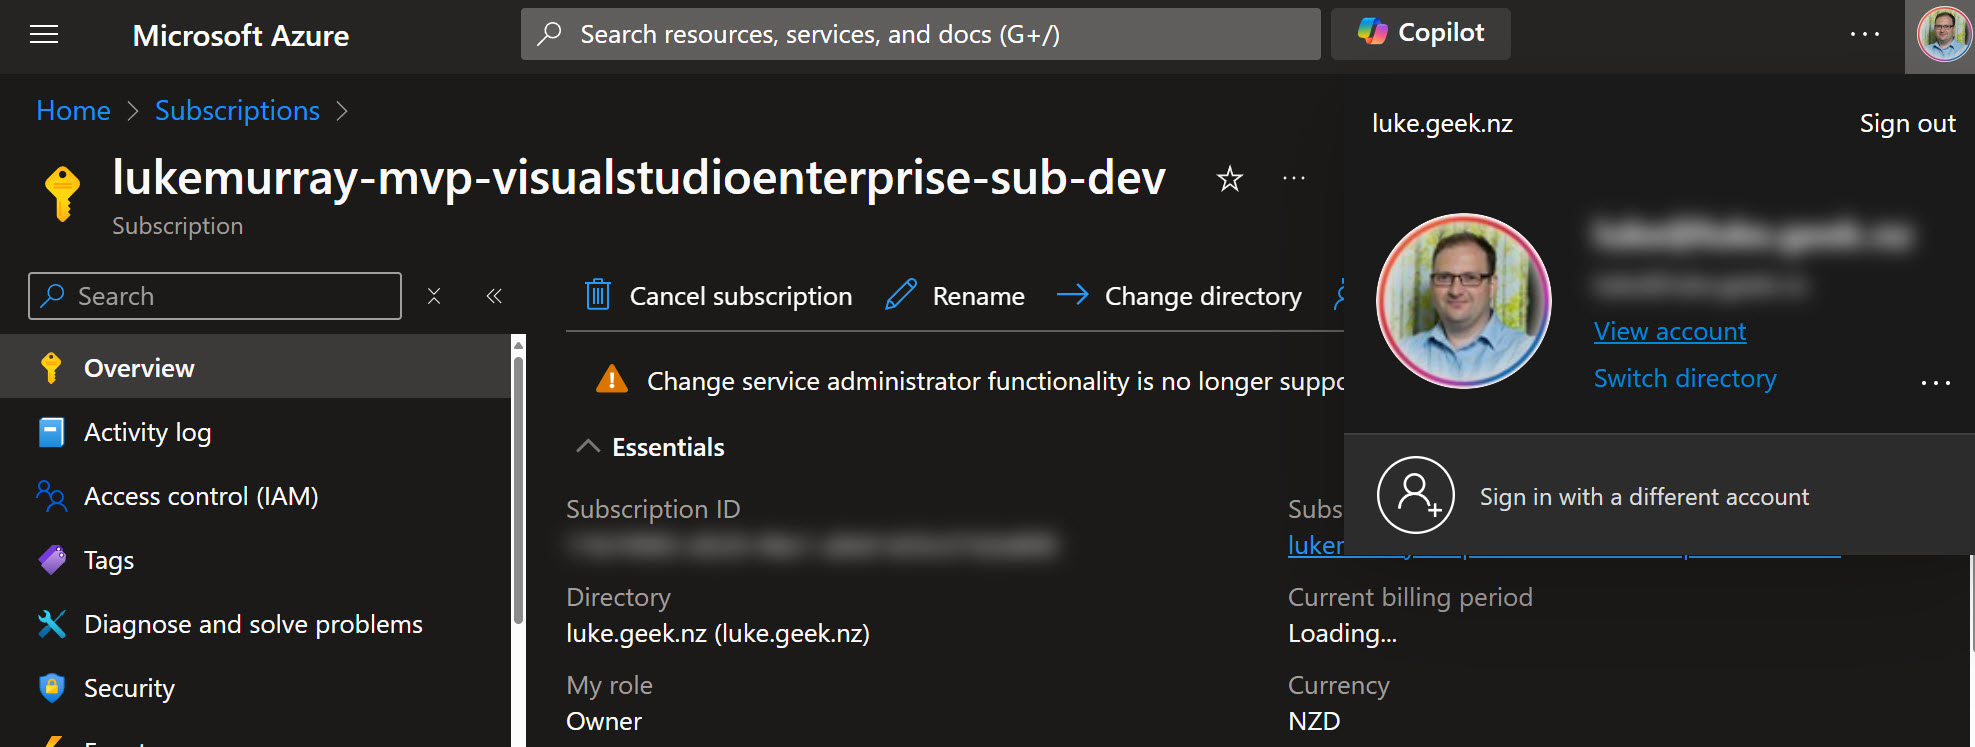 Microsoft Azure
Search resources, services, and docs (G+/)
Copilot
Home
Subscriptions
luke.geek.nz
Sign out
lukemurray-mvp-visualstudioenterprise-sub-dev
Subscription
View account
Switch directory
Sign in with a different account
Search
Cancel subscription
Rename
Change directory
Overview
Activity log
Access control (IAM)
Tags
Diagnose and solve problems
Security
Change service administrator functionality is no longer suppo
Essentials
Subscription ID
Subs
luker
Directory
luke.geek.nz (luke.geek.nz)
Current billing period
Loading...
My role
Owner
Currency
NZD